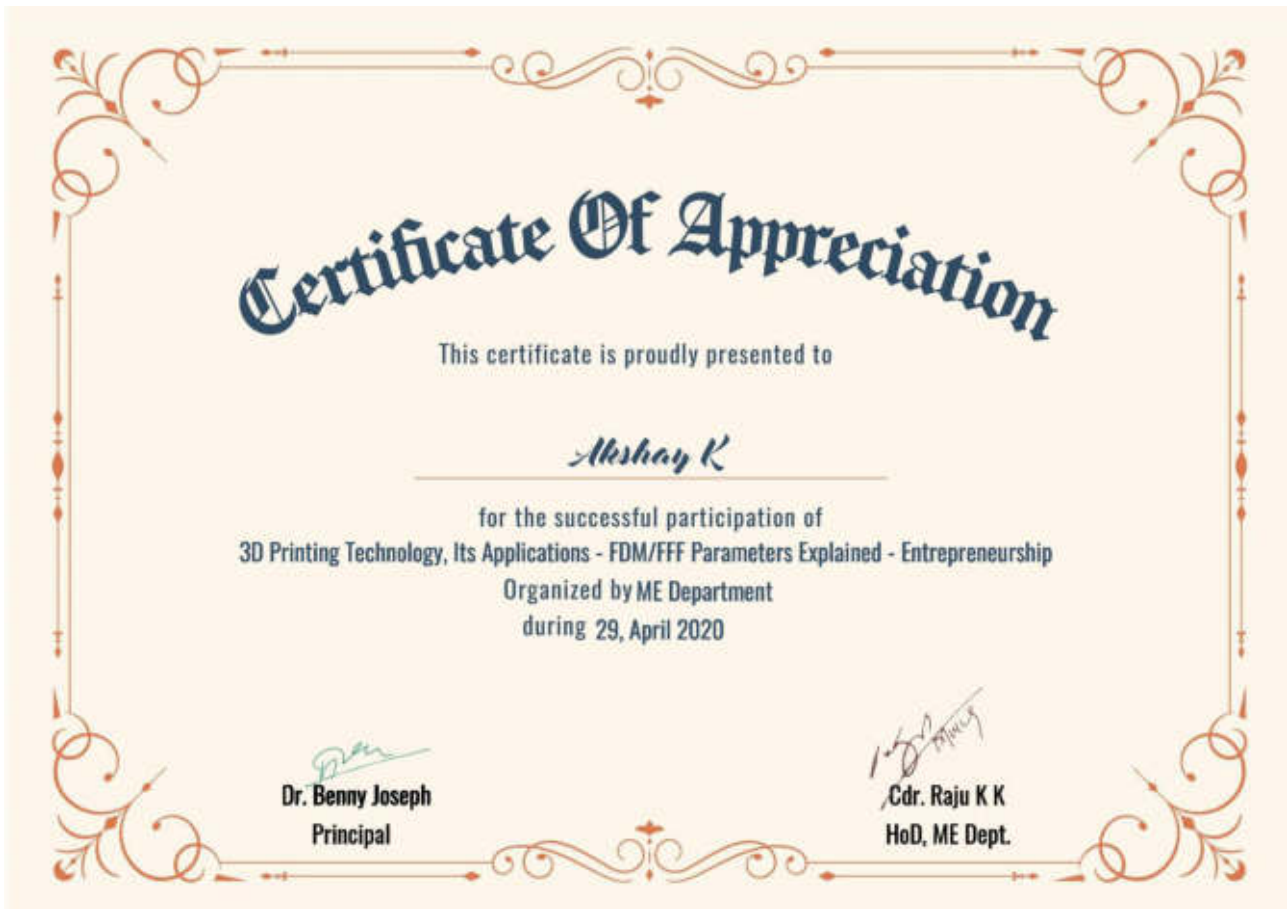 Certificate Of Appreciation
This certificate is proudly presented to
Akshay K
for the successful participation of
3D Printing Technology, Its Applications - FDM/FFF Parameters Explained - Entrepreneurship
Organized by ME Department
during 29, April 2020
Dr. Benny Joseph
Principal
Cdr. Raju K K
HoD, ME Dept.